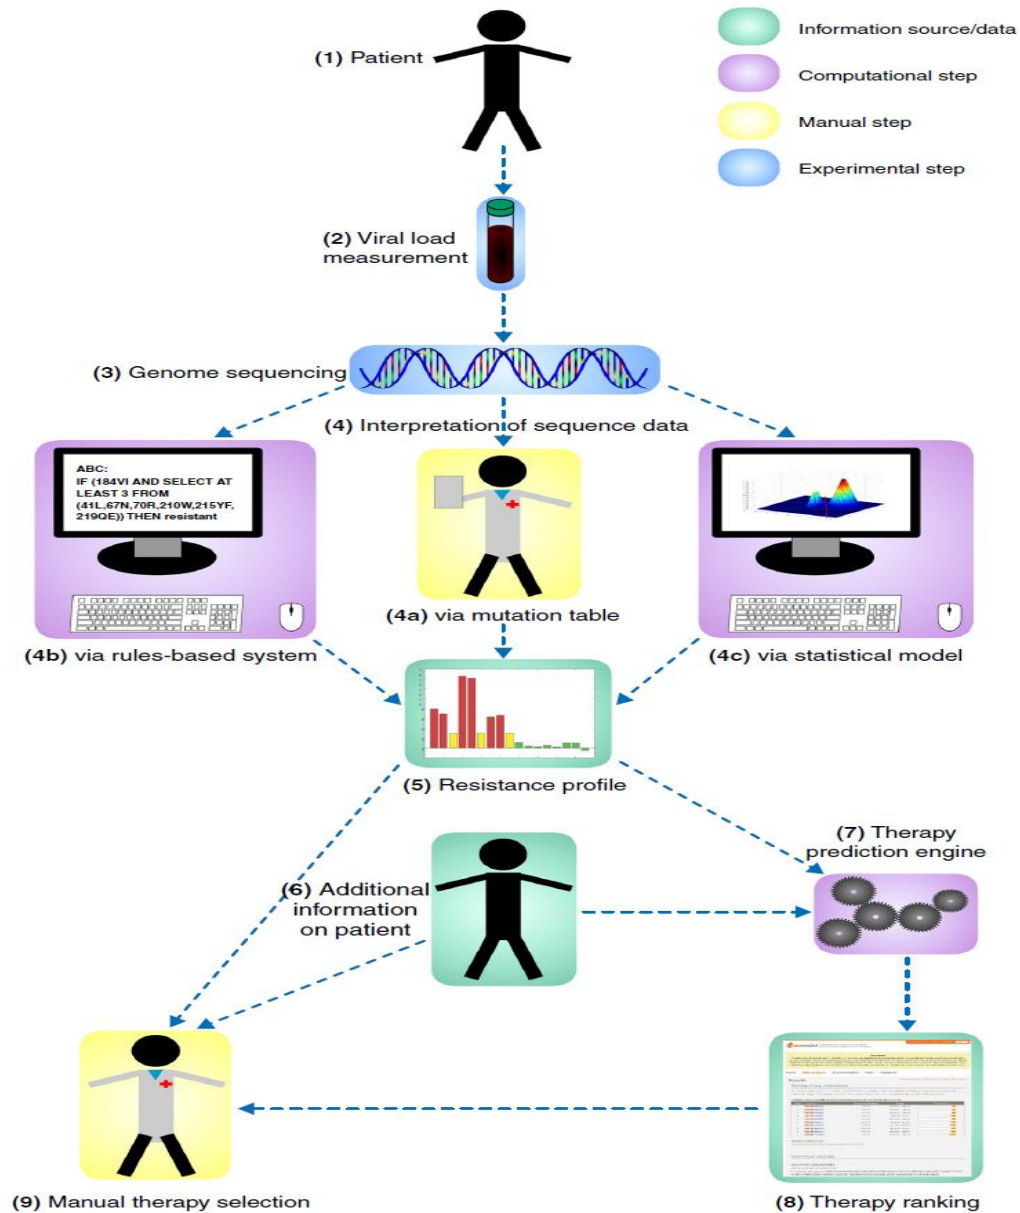 (1) Patient
Information source/data
Computational step
Manual step
Experimental step
(2) Viral load
measurement
(3) Genome sequencing
(4) Interpretation of sequence data
ABC:
IF (184VI AND SELECT AT
LEAST 3 FROM
(41L,67N,70R,210W,215YF,
219QE)) THEN resistant
(4a) via mutation table
(4b) via rules-based system
(4c) via statistical model
(5) Resistance profile
(6) Additional
information
on patient
(7) Therapy
prediction engine
(8) Therapy ranking
(9) Manual therapy selection